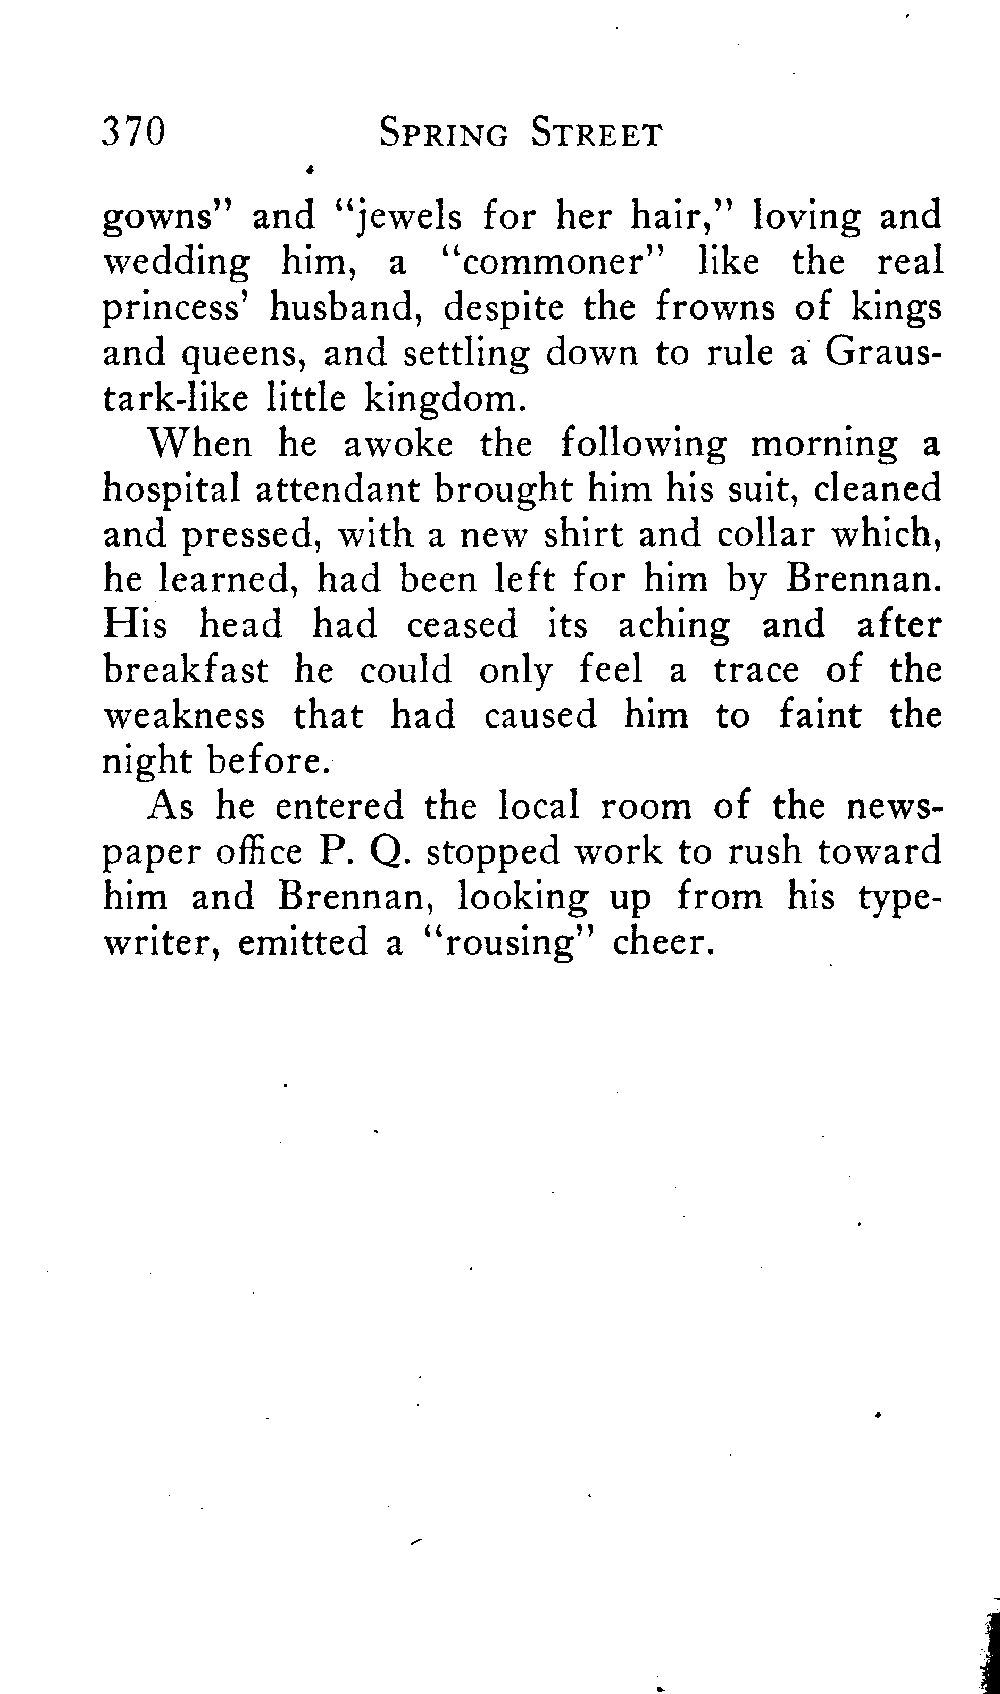 370 SPRING STREET
gowns" and "jewels for her hair," loving and
wedding him, a "commoner" like the real
princess' husband, despite the frowns of kings
and queens, and settling down to rule a Graus-
tark-like little kingdom.
When he awoke the following morning a
hospital attendant brought him his suit, cleaned
and pressed, with a new shirt and collar which,
he learned, had been left for him by Brennan.
His head had ceased its aching and after
breakfast he could only feel a trace of the
weakness that had caused him to faint the
night before.
As he entered the local room of the news-
paper office P. Q. stopped work to rush toward
him and Brennan, looking up from his type-
writer, emitted a "rousing" cheer.